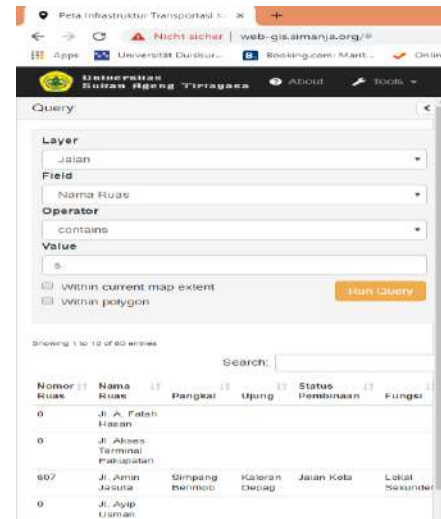 Peta Infrastruktur Transportasi K
Nicht sicher | web-gis.simanja.org/#
Apps Universität Duisbur... B. Booking.com: Marit... Onlin
Universitas
Sultan Ageng Tirtayasa
About Tools
Query
Layer
Jalan
Field
Nama Ruas
Operator
contains
Value
s
Within current map extent
Within polygon
Run Query
Showing 1 to 10 of 60 entries
Search:
Nomor Ruas Nama Ruas Pangkal Ujung Status Pembinaan Fungsi
0 Jl. A. Fatah Hasan
0 Jl. Akses Terminal Pakupatan
607 Jl. Amin Jasuta Simpang Benmob Kaloran Depag Jalan Kota Lokal Sekunder
0 Jl. Ayip Usman